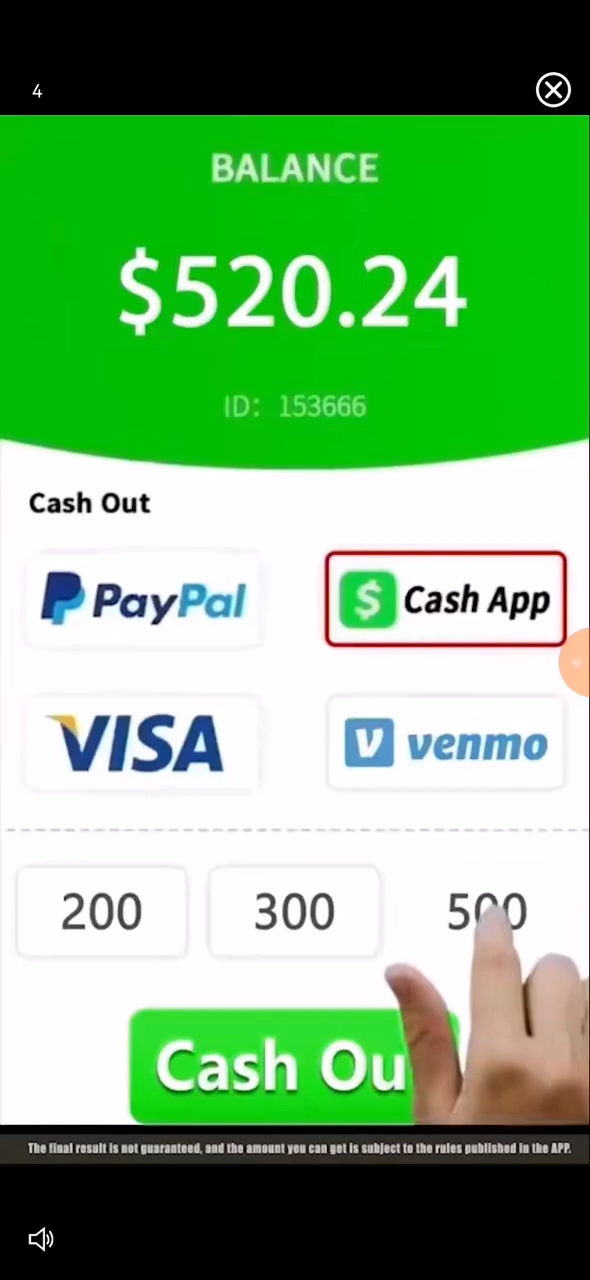 4
BALANCE
$520.24
ID: 153666
Cash Out
PayPal
$ Cash App
VISA
V venmo
200
300
500
Cash Ou
The final result is not guaranteed, and the amount you can get is subject to the rules published in the APP.